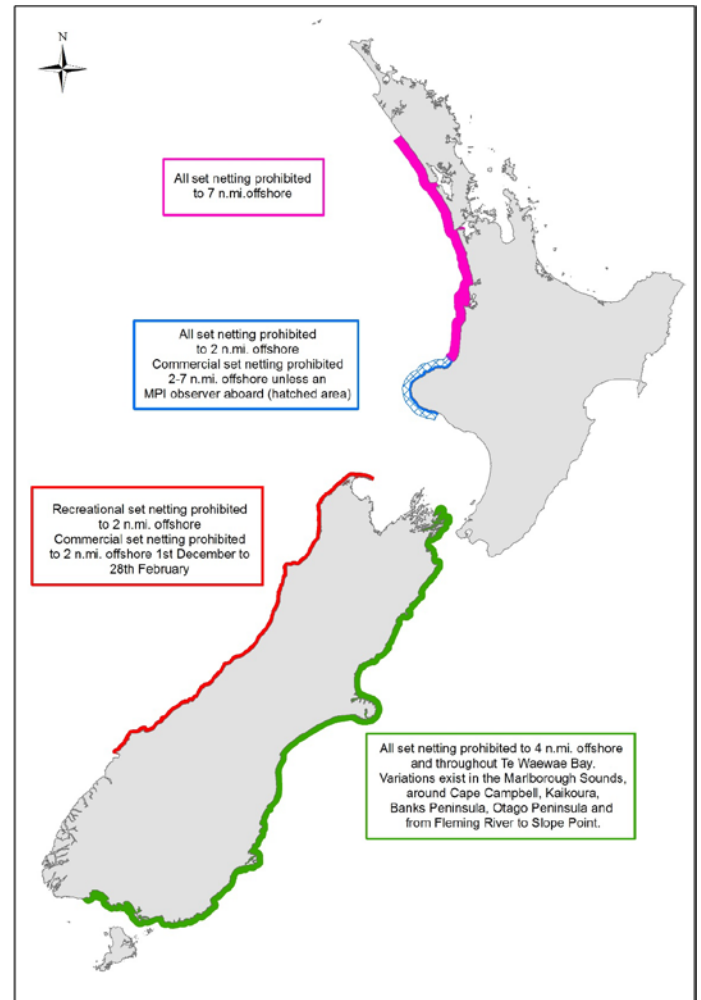 N
All set netting prohibited
to 7 n.mi.offshore
All set netting prohibited
to 2 n.mi. offshore
Commercial set netting prohibited
2-7 n.mi. offshore unless an
MPI observer aboard (hatched area)
Recreational set netting prohibited
to 2 n.mi. offshore
Commercial set netting prohibited
to 2 n.mi. offshore 1st December to
28th February
All set netting prohibited to 4 n.mi. offshore
and throughout Te Waewae Bay.
Variations exist in the Marlborough Sounds,
around Cape Campbell, Kaikoura,
Banks Peninsula, Otago Peninsula and
from Fleming River to Slope Point.